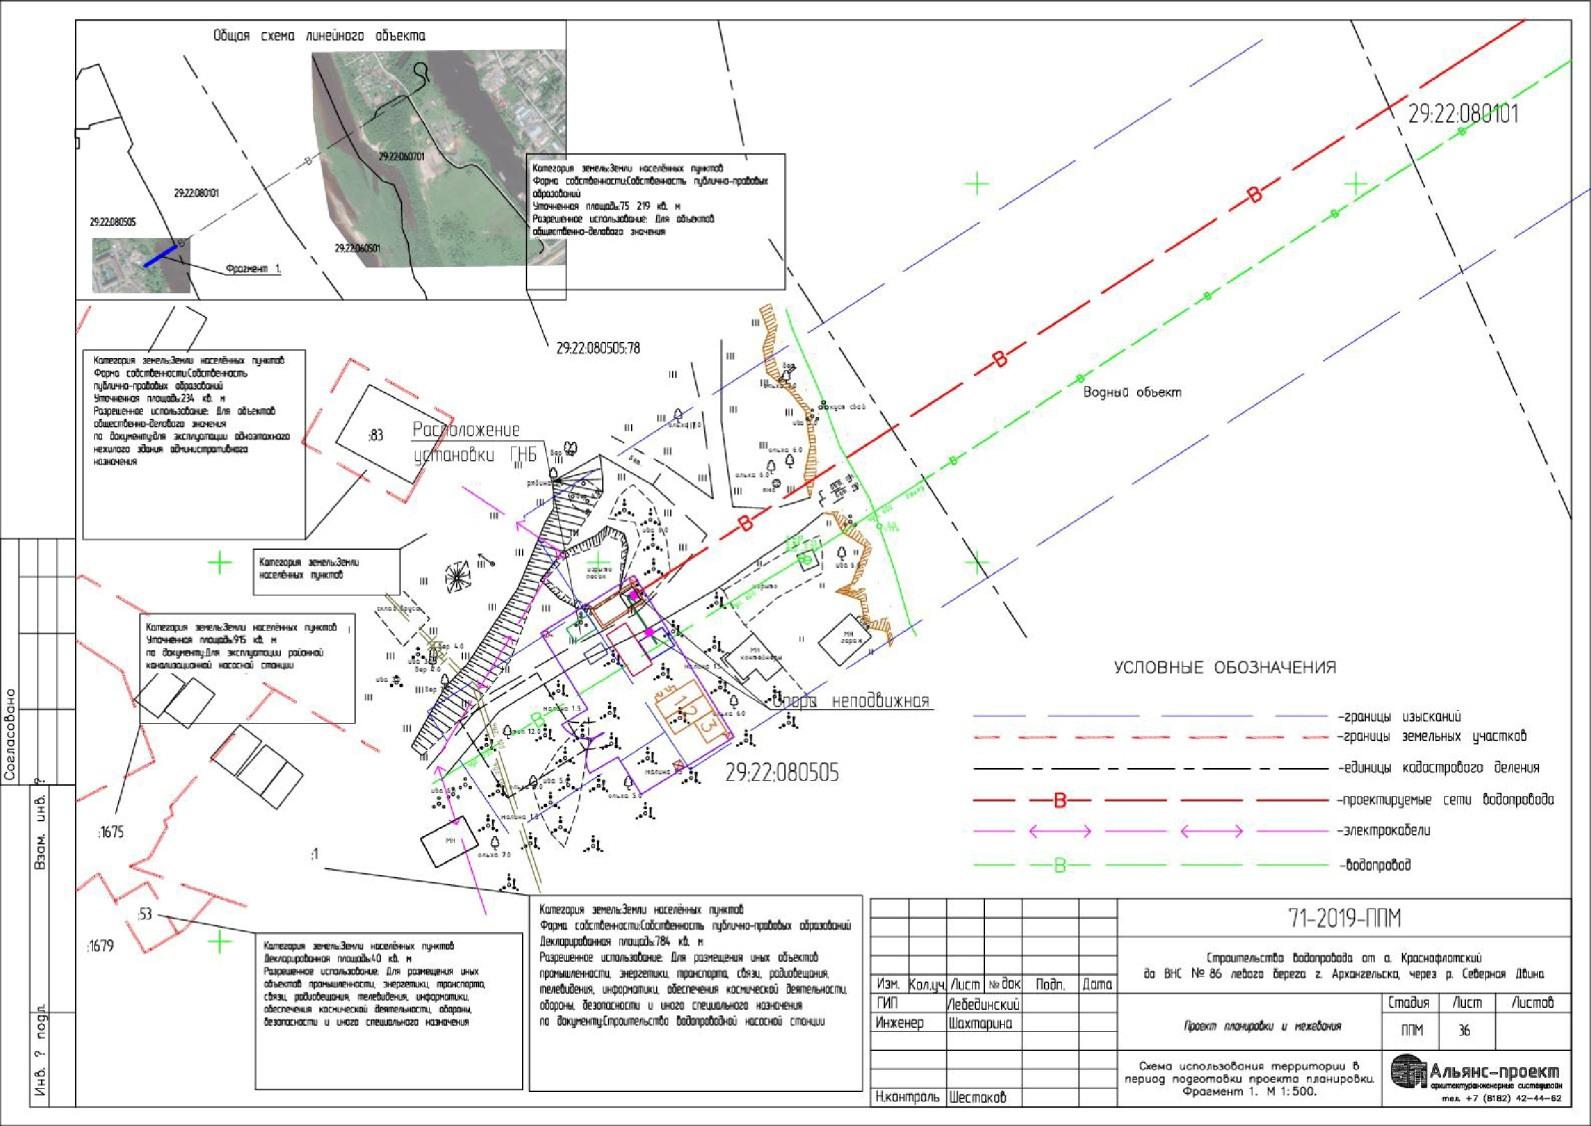 Общая схема линейного объекта
29:22:060701
29:22:080101
29:22:080505
29:22:060501
Фрагмент 1.
Категория земель:Земли населённых пунктов
Форма собственности:Собственность публично-правовых
образований
Уточненная площадь:75 219 кв. м
Разрешенное использование: Для объектов
общественно-делового значения
29:22:080101
29:22:080505:78
Водный объект
Категория земель:Земли населённых пунктов
Форма собственности:Собственность
публично-правовых образований
Уточненная площадь:234 кв. м
Разрешенное использование: Для объектов
общественно-делового значения
по документу:для эксплуатации одноэтажного
нежилого здания административного
назначения
:83
Расположение
установки ГНБ
Категория земель:Земли
населённых пунктов
Категория земель:Земли населённых пунктов
Уточненная площадь:915 кв. м
по документу:Для эксплуатации районной
канализационной насосной станции
Опора неподвижная
29:22:080505
:1675
:1
:53
:1679
МН
МН
гараж
МН
контейнеры
Категория земель:Земли населённых пунктов
Декларированная площадь:40 кв. м
Разрешенное использование: Для размещения иных
объектов промышленности, энергетики, транспорта,
связи, радиовещания, телевидения, информатики,
обеспечения космической деятельности, обороны,
безопасности и иного специального назначения
Категория земель:Земли населённых пунктов
Форма собственности:Собственность публично-правовых образований
Декларированная площадь:784 кв. м
Разрешенное использование: Для размещения иных объектов
промышленности, энергетики, транспорта, связи, радиовещания,
телевидения, информатики, обеспечения космической деятельности,
обороны, безопасности и иного специального назначения
по документу:Строительство водопроводной насосной станции
УСЛОВНЫЕ ОБОЗНАЧЕНИЯ
-границы изысканий
-границы земельных участков
-единицы кадастрового деления
В -проектируемые сети водопровода
-электрокабели
В -водопровод
71-2019-ППМ
Строительство водопровода от о. Краснофлотский
до ВНС № 86 левого берега г. Архангельска, через р. Северная Двина
Изм. Кол.уч. Лист № док Подп. Дата
ГИП Лебединский
Инженер Шахтарина
Н.контроль Шестаков
Проект планировки и межевания
Стадия Лист Листов
ППМ 36
Схема использования территории в
период подготовки проекта планировки.
Фрагмент 1. М 1:500.
Альянс-проект
тел. +7 (8182) 42-44-62
Согласовано
Взам. инв. ?
Инв. ? подл.